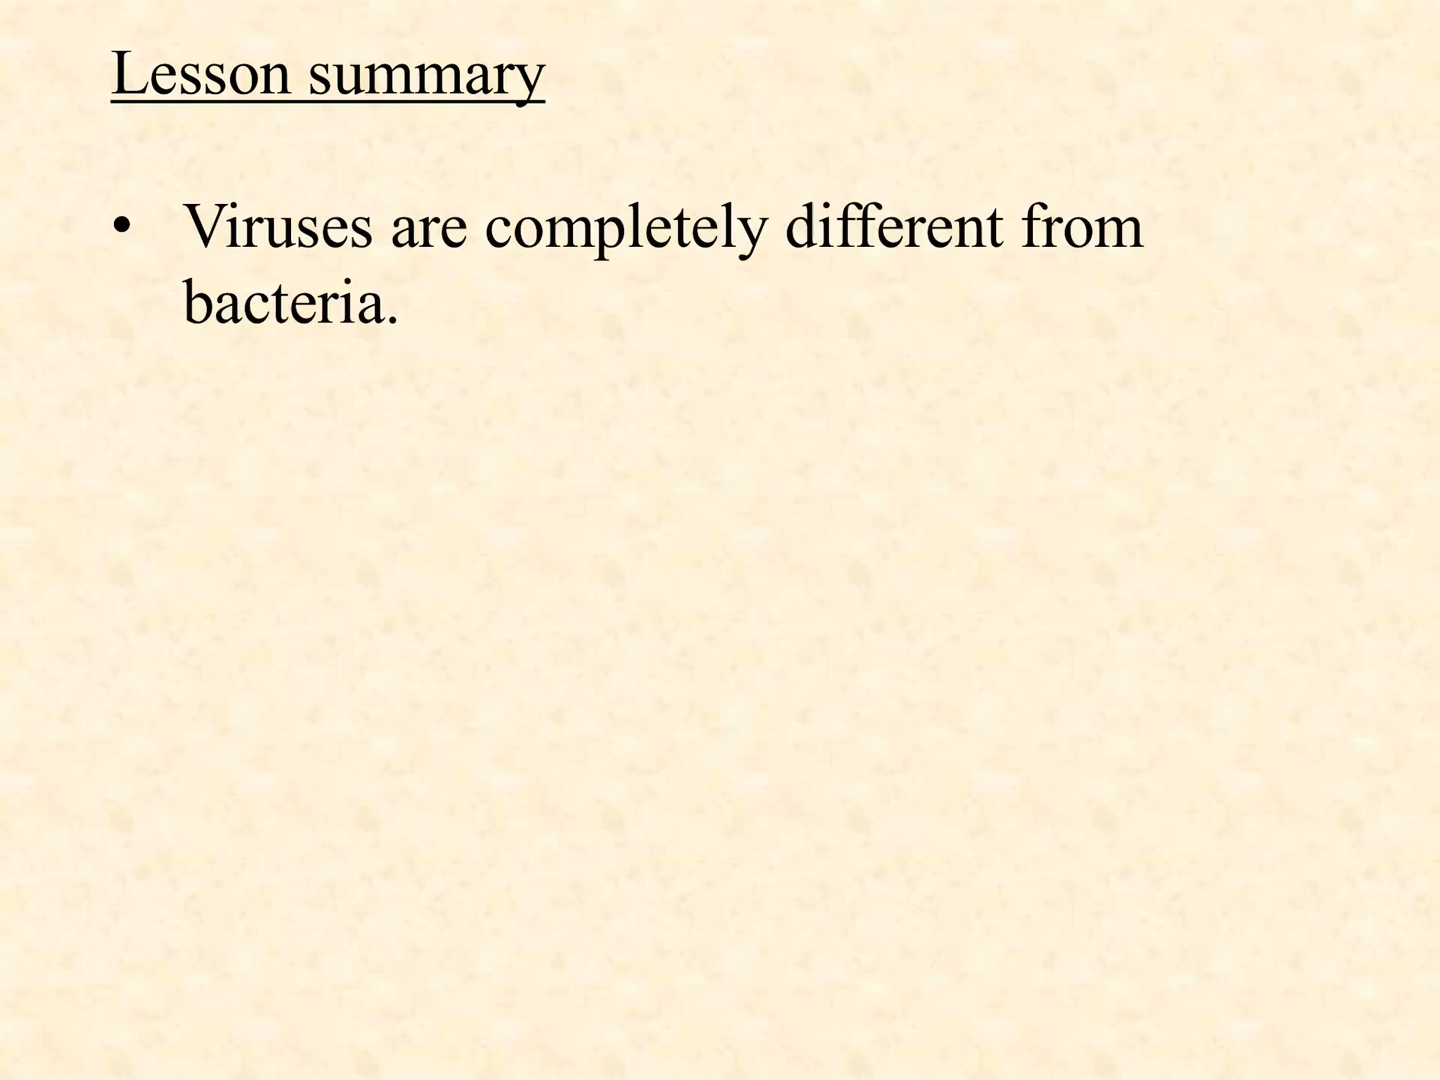 Lesson summary
• Viruses are completely different from
bacteria.